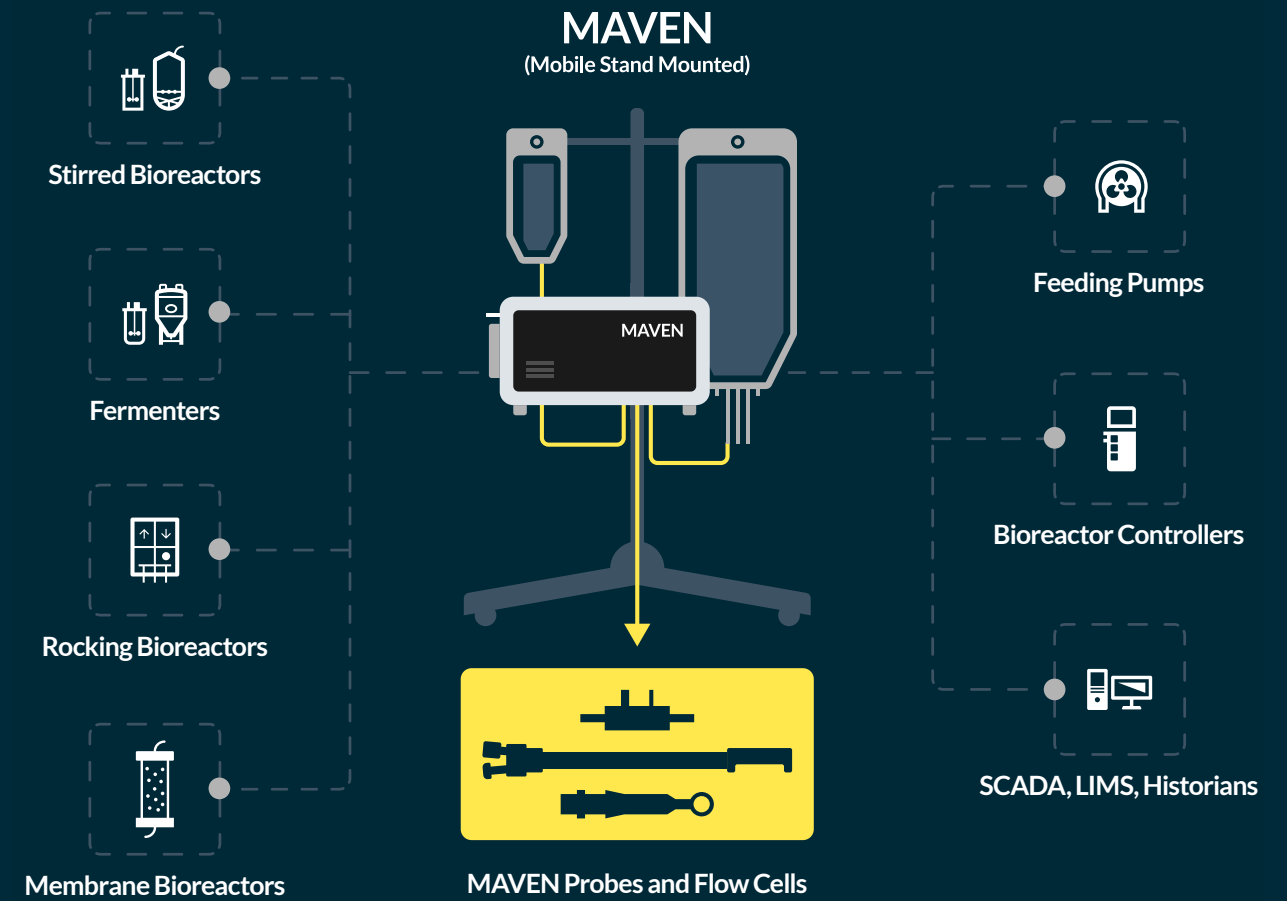 MAVEN
(Mobile Stand Mounted)
Stirred Bioreactors
Fermenters
Rocking Bioreactors
Membrane Bioreactors
MAVEN
MAVEN Probes and Flow Cells
Feeding Pumps
Bioreactor Controllers
SCADA, LIMS, Historians